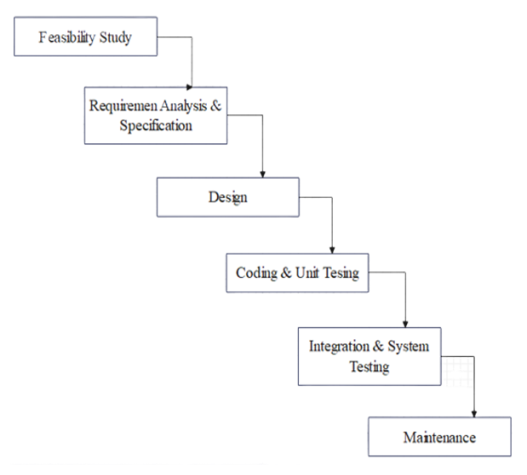 Feasibility Study
Requiremen Analysis &
Specification
Design
Coding & Unit Tesing
Integration & System
Testing
Maintenance